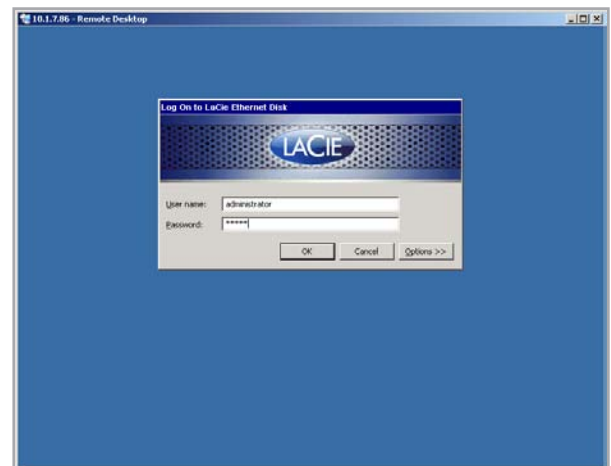 10.1.7.86 - Remote Desktop
Log On to LaCie Ethernet Disk
LACIE
User name: administrator
Password: *****
OK Cancel Options >>